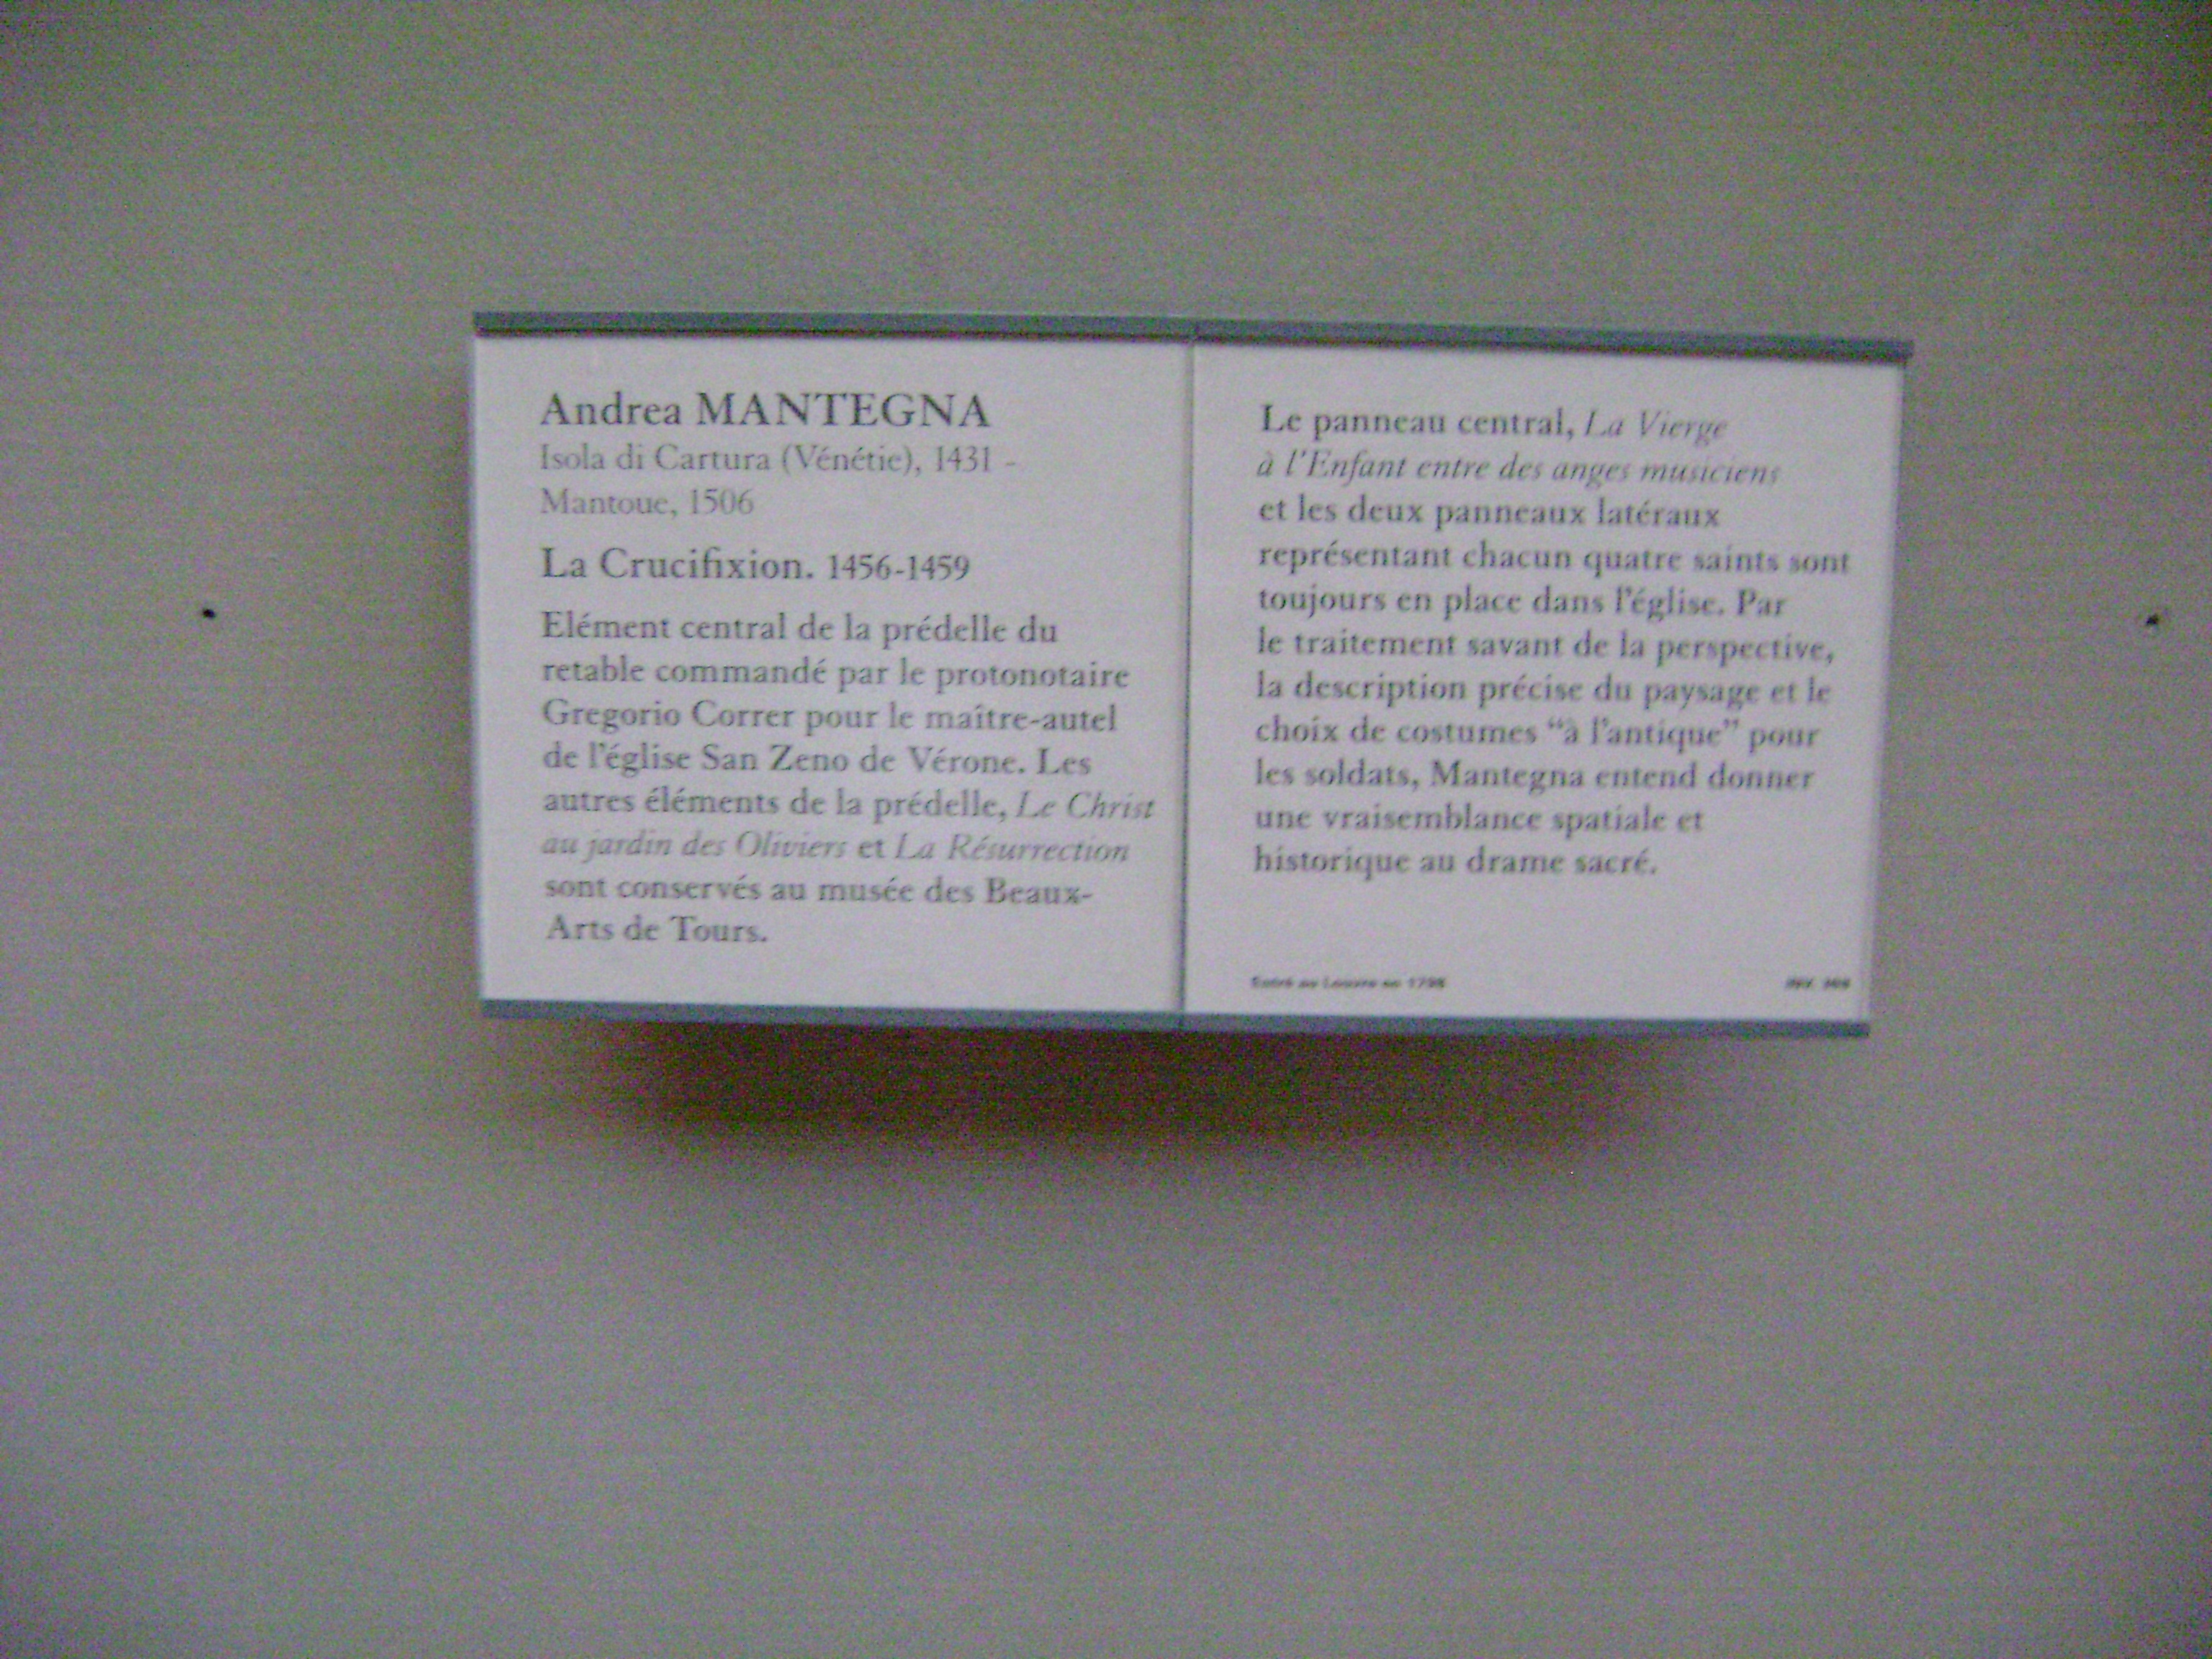 Andrea MANTEGNA
Isola di Cartura (Vénétie), 1431 -
Mantoue, 1506
La Crucifixion. 1456-1459
Elément central de la prédelle du
retable commandé par le protonotaire
Gregorio Correr pour le maître-autel
de l'église San Zeno de Vérone. Les
autres éléments de la prédelle, Le Christ
au jardin des Oliviers et La Résurrection
sont conservés au musée des Beaux-
Arts de Tours.
Le panneau central, La Vierge
à l'Enfant entre des anges musiciens
et les deux panneaux latéraux
représentant chacun quatre saints sont
toujours en place dans l'église. Par
le traitement savant de la perspective,
la description précise du paysage et le
choix de costumes “à l'antique” pour
les soldats, Mantegna entend donner
une vraisemblance spatiale et
historique au drame sacré.
Entré au Louvre en